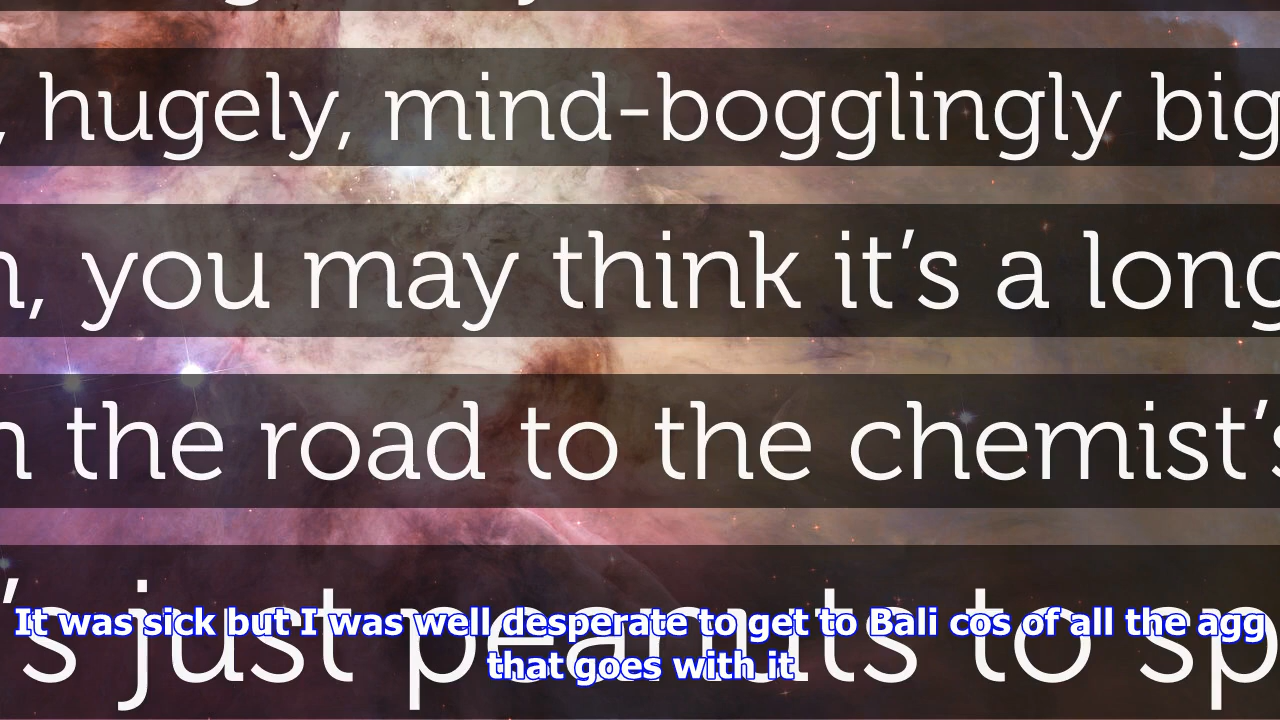 , hugely, mind-bogglingly big
, you may think it’s a long
the road to the chemist’s
’s just peanuts to sp
It was sick but I was well desperate to get to Bali cos of all the agg
that goes with it